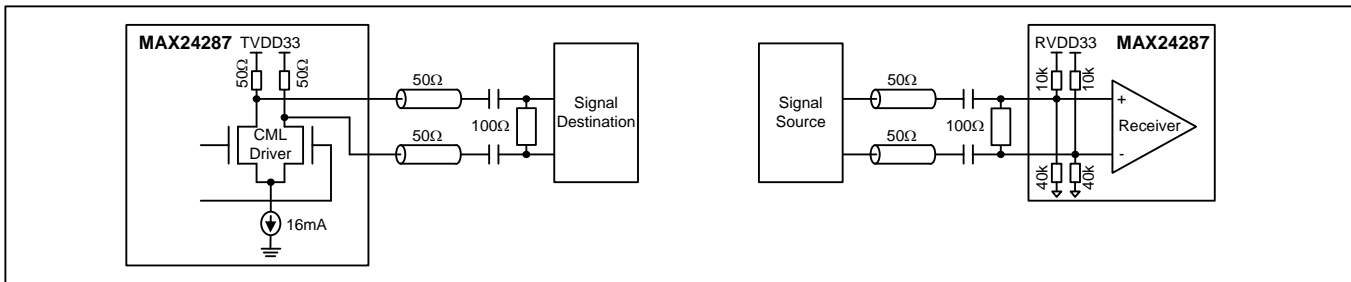 MAX24287 TVDD33
50Ω 50Ω
CML
Driver
16mA
50Ω
50Ω
100Ω
Signal
Destination
Signal
Source
50Ω
50Ω
100Ω
RVDD33 MAX24287
10k 10k
+
Receiver
-
40k 40k